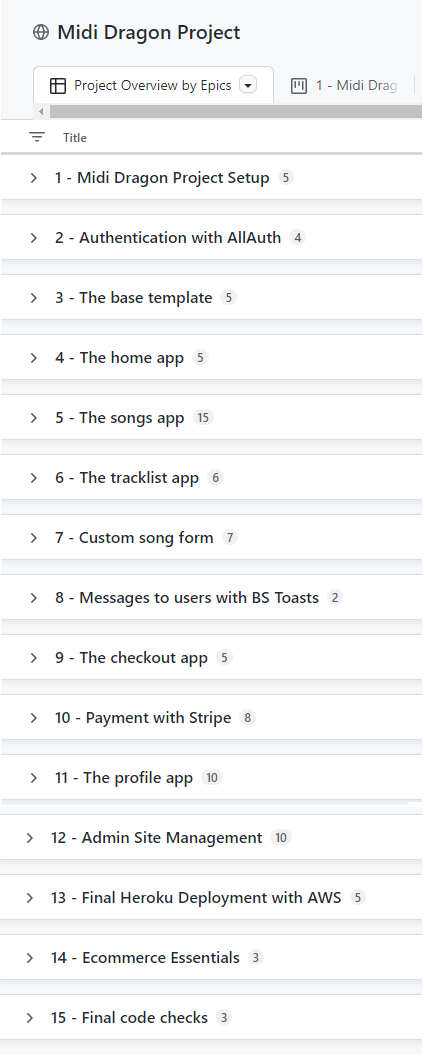 Midi Dragon Project
Project Overview by Epics 1 - Midi Drag
Title
1 - Midi Dragon Project Setup 5
2 - Authentication with AllAuth 4
3 - The base template 5
4 - The home app 5
5 - The songs app 15
6 - The tracklist app 6
7 - Custom song form 7
8 - Messages to users with BS Toasts 2
9 - The checkout app 5
10 - Payment with Stripe 8
11 - The profile app 10
12 - Admin Site Management 10
13 - Final Heroku Deployment with AWS 5
14 - Ecommerce Essentials 3
15 - Final code checks 3